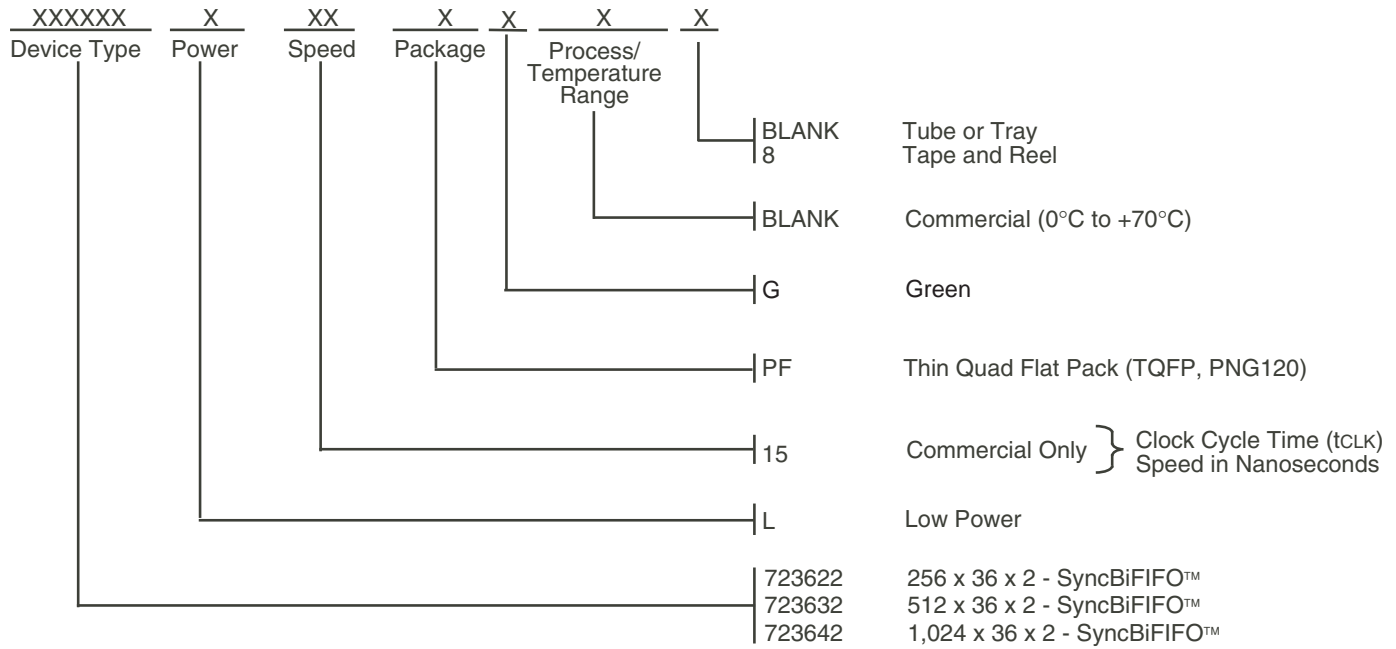 XXXXXX X XX X X X X
Device Type Power Speed Package Process/
Temperature
Range
BLANK Tube or Tray
8 Tape and Reel
BLANK Commercial (0°C to +70°C)
G Green
PF Thin Quad Flat Pack (TQFP, PNG120)
15 Commercial Only Clock Cycle Time (tCLK)
Speed in Nanoseconds
L Low Power
723622 256 x 36 x 2 - SyncBiFIFO™
723632 512 x 36 x 2 - SyncBiFIFO™
723642 1,024 x 36 x 2 - SyncBiFIFO™